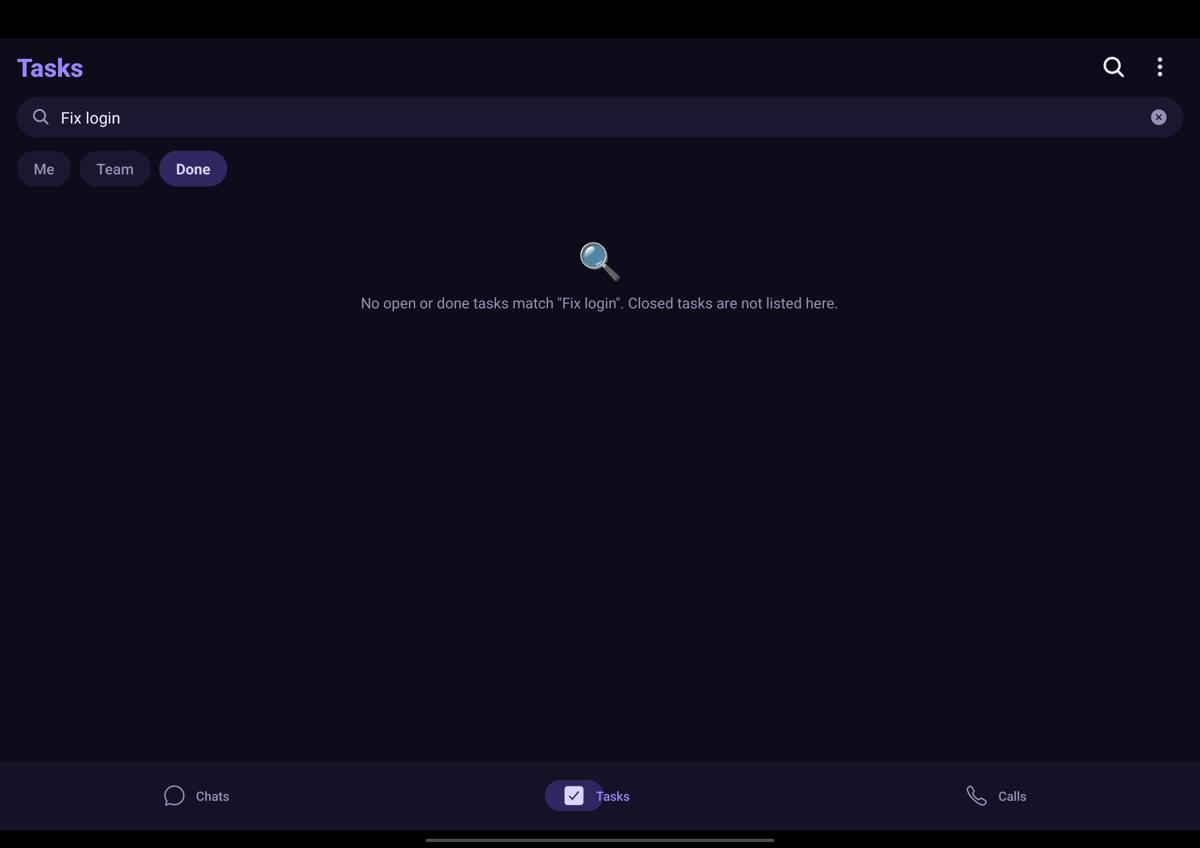 Tasks
Fix login
Me
Team
Done
No open or done tasks match "Fix login". Closed tasks are not listed here.
Chats
Tasks
Calls